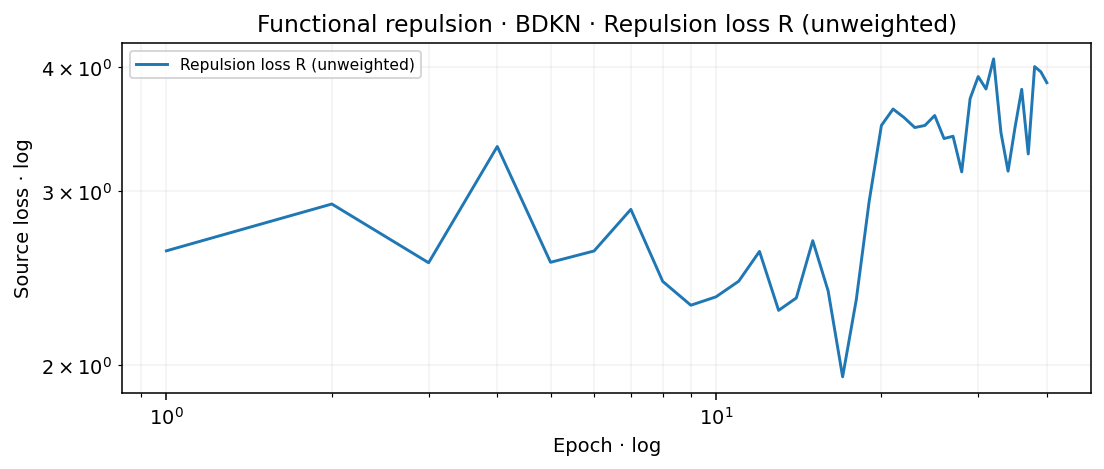 Functional repulsion · BDKN · Repulsion loss R (unweighted)
Repulsion loss R (unweighted)
4 × 10⁰
3 × 10⁰
2 × 10⁰
Source loss · log
10⁰ 10¹
Epoch · log